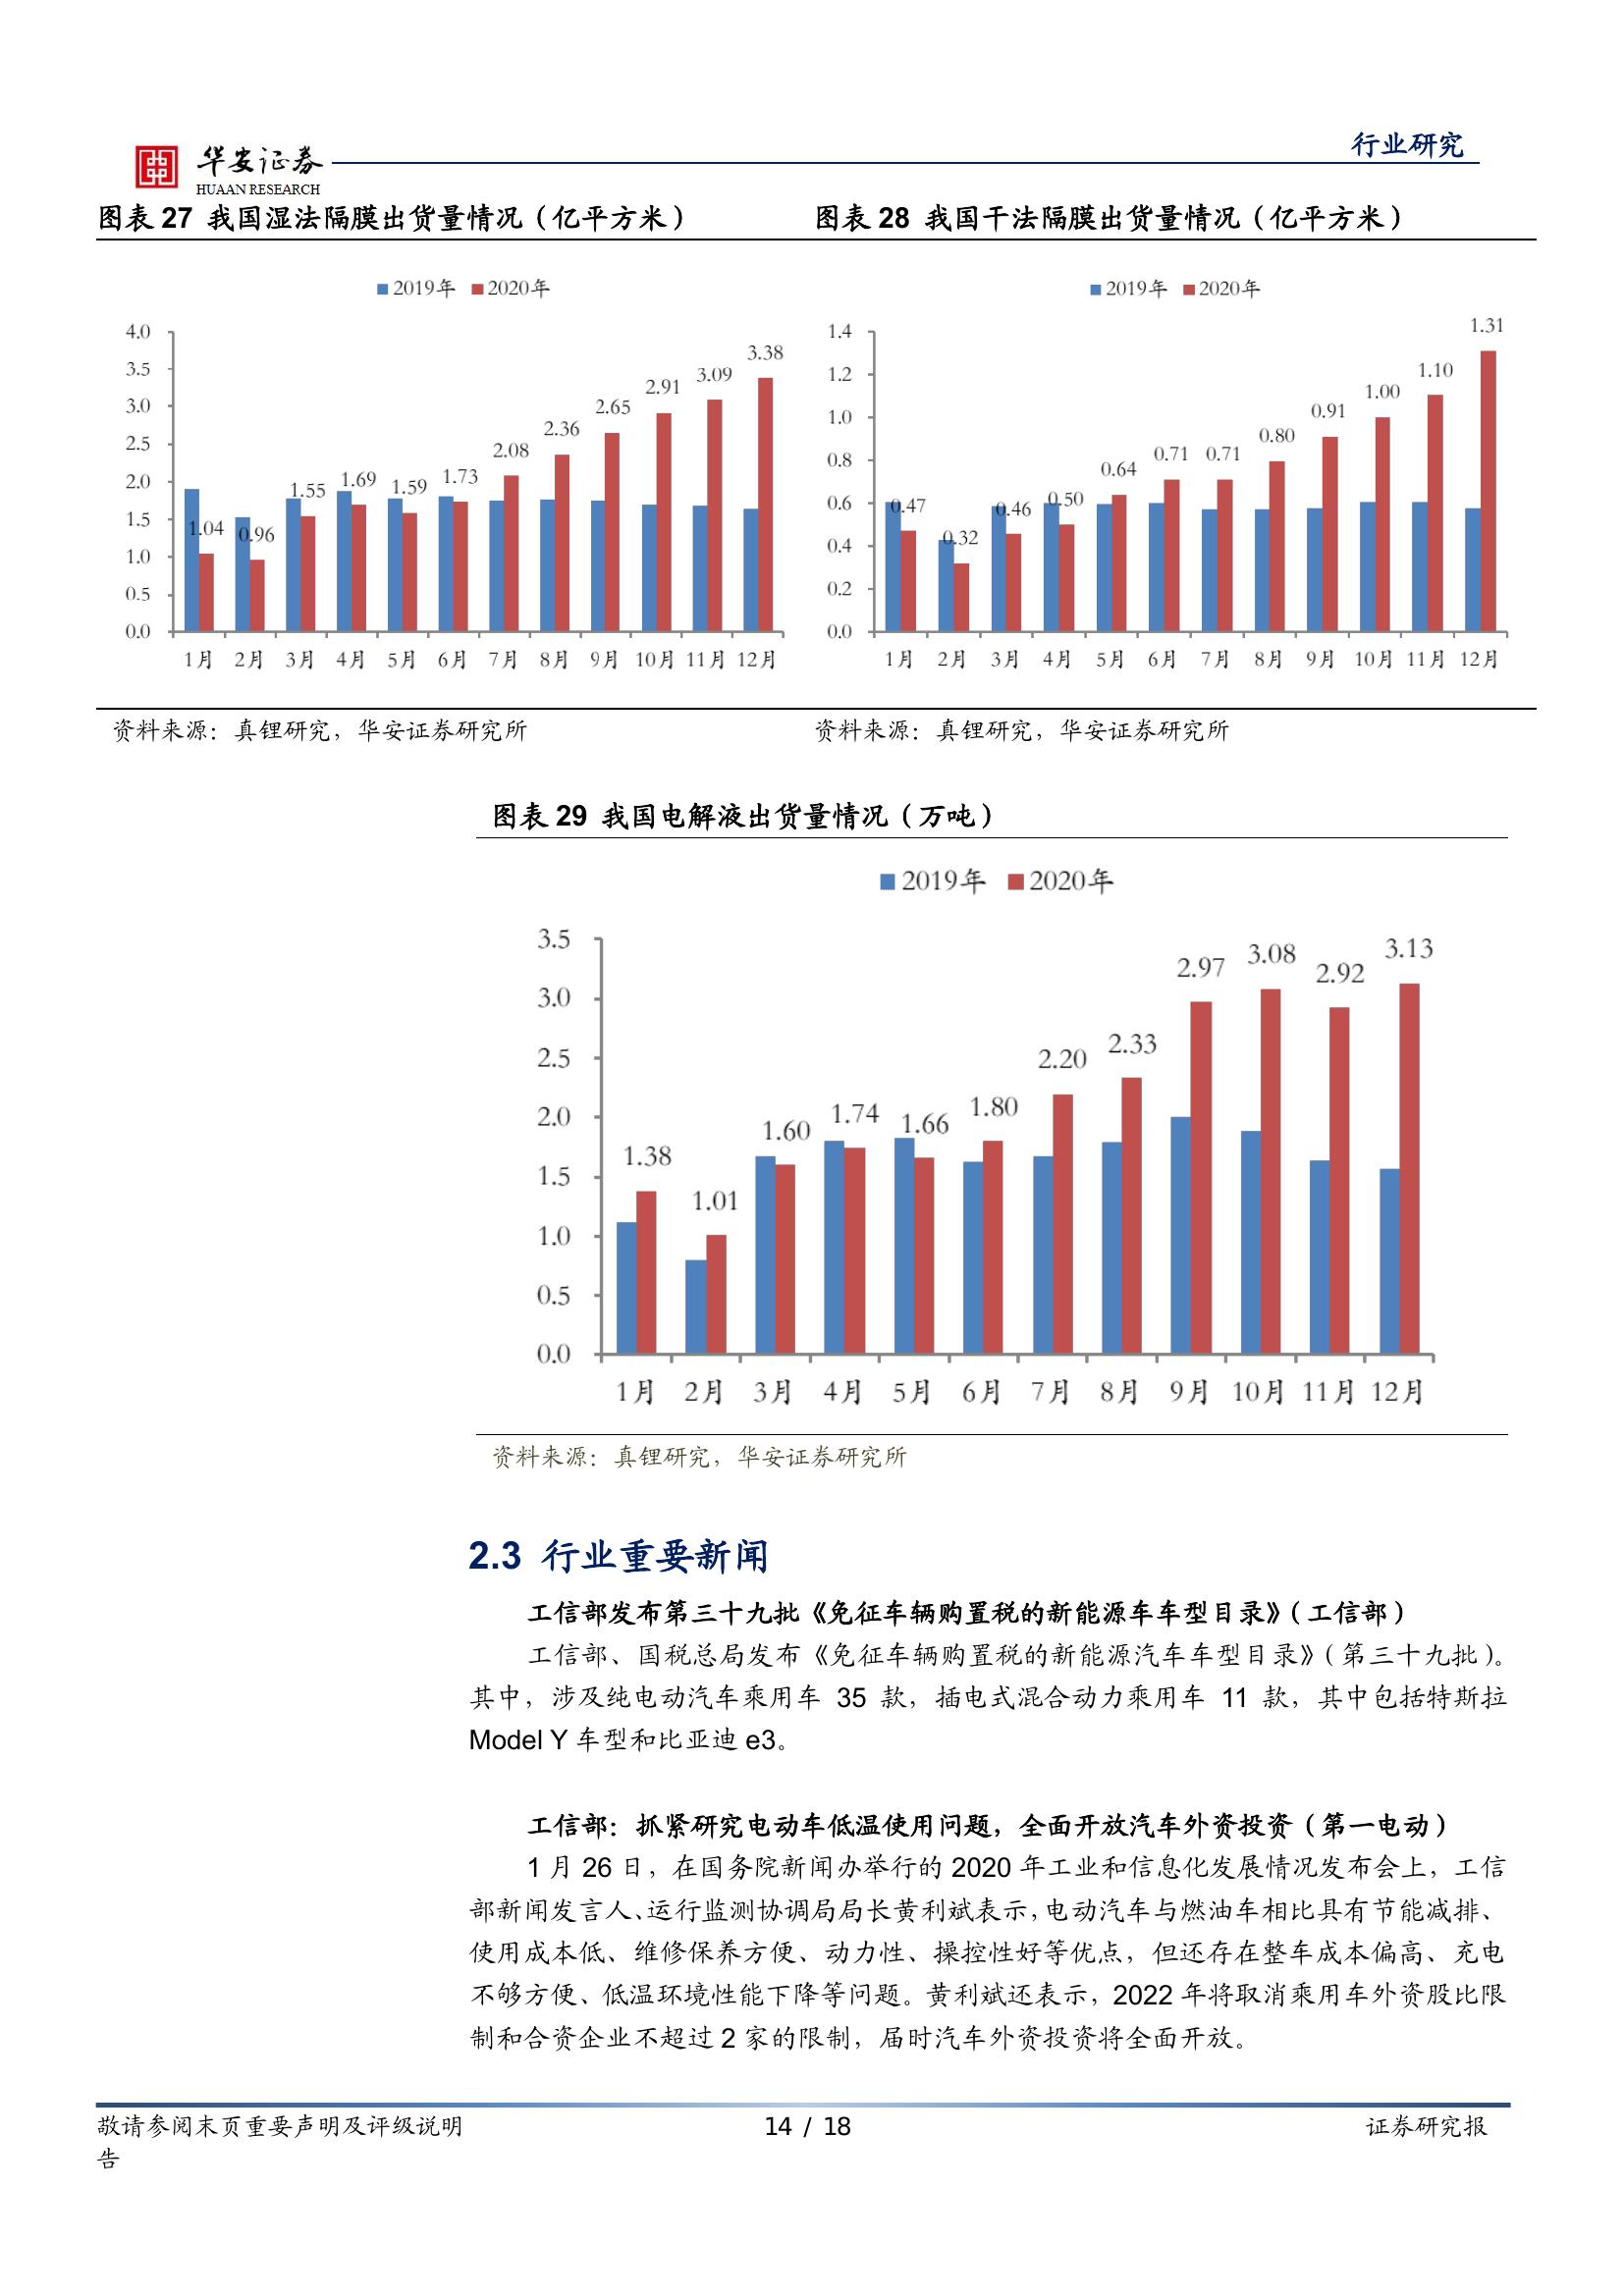 行业研究
华安证券
HUAAN RESEARCH
图表 27 我国湿法隔膜出货量情况（亿平方米）
2019年 2020年
4.0
3.5
3.0
2.5
2.0
1.5
1.0
0.5
0.0
1.04
0.96
1.55
1.69
1.59
1.73
2.08
2.36
2.65
2.91
3.09
3.38
1月 2月 3月 4月 5月 6月 7月 8月 9月 10月 11月 12月
资料来源：真锂研究，华安证券研究所
图表 28 我国干法隔膜出货量情况（亿平方米）
2019年 2020年
1.4
1.2
1.0
0.8
0.6
0.4
0.2
0.0
0.47
0.32
0.46
0.50
0.64
0.71
0.71
0.80
0.91
1.00
1.10
1.31
1月 2月 3月 4月 5月 6月 7月 8月 9月 10月 11月 12月
资料来源：真锂研究，华安证券研究所
图表 29 我国电解液出货量情况（万吨）
2019年 2020年
3.5
3.0
2.5
2.0
1.5
1.0
0.5
0.0
1.38
1.01
1.60
1.74
1.66
1.80
2.20
2.33
2.97
3.08
2.92
3.13
1月 2月 3月 4月 5月 6月 7月 8月 9月 10月 11月 12月
资料来源：真锂研究，华安证券研究所
2.3 行业重要新闻
工信部发布第三十九批《免征车辆购置税的新能源车车型目录》（工信部）
工信部、国税总局发布《免征车辆购置税的新能源汽车车型目录》（第三十九批）。
其中，涉及纯电动汽车乘用车 35 款，插电式混合动力乘用车 11 款，其中包括特斯拉
Model Y 车型和比亚迪 e3。
工信部：抓紧研究电动车低温使用问题，全面开放汽车外资投资（第一电动）
1 月 26 日，在国务院新闻办举行的 2020 年工业和信息化发展情况发布会上，工信
部新闻发言人、运行监测协调局局长黄利斌表示，电动汽车与燃油车相比具有节能减排、
使用成本低、维修保养方便、动力性、操控性好等优点，但还存在整车成本偏高、充电
不够方便、低温环境性能下降等问题。黄利斌还表示，2022 年将取消乘用车外资股比限
制和合资企业不超过 2 家的限制，届时汽车外资投资将全面开放。
敬请参阅末页重要声明及评级说明 14 / 18 证券研究报
告